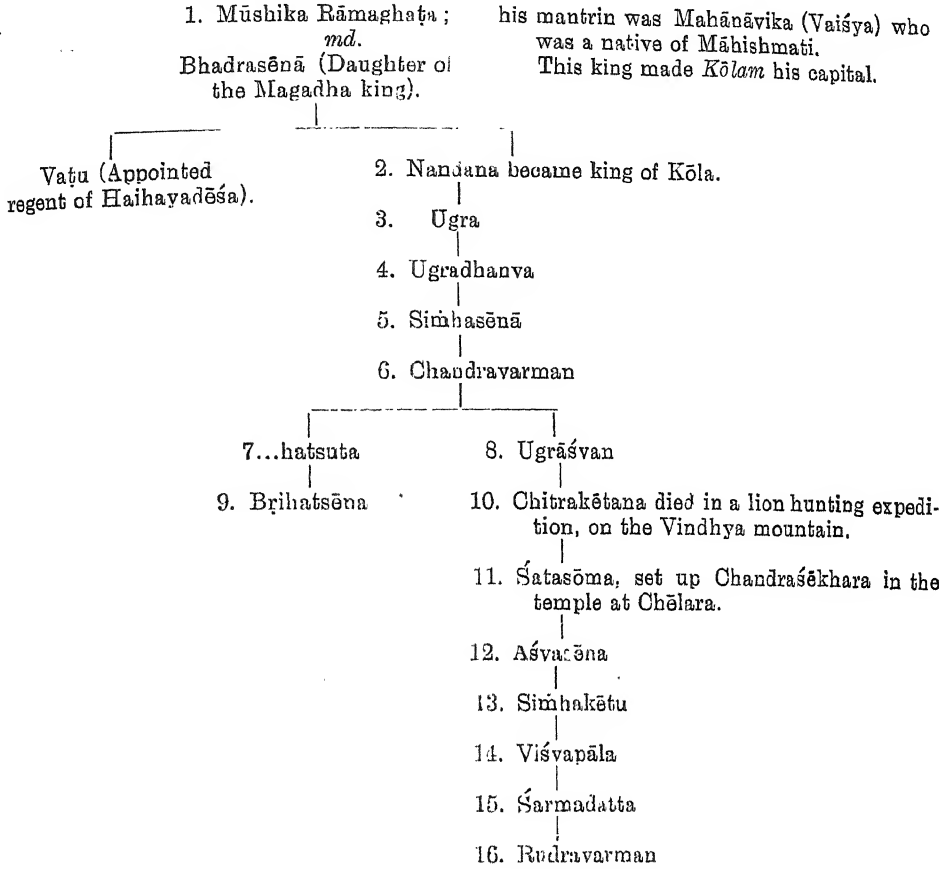 1. Mūshika Rāmaghaṭa ;
md.
Bhadrasēnā (Daughter of
the Magadha king).
his mantrin was Mahānāvika (Vaiśya) who
was a native of Māhishmati.
This king made Kōlam his capital.
Vaṭu (Appointed
regent of Haihayadēśa).
2. Nandana became king of Kōla.
3. Ugra
4. Ugradhanva
5. Siṁhasēnā
6. Chandravarman
7...hatsuta
8. Ugrāśvan
9. Bṛihatsēna
10. Chitrakētana died in a lion hunting expedi-
tion, on the Vindhya mountain.
11. Śatasōma, set up Chandraśēkhara in the
temple at Chēlara.
12. Aśvasēna
13. Siṁhakētu
14. Viśvapāla
15. Śarmadatta
16. Rudravarman